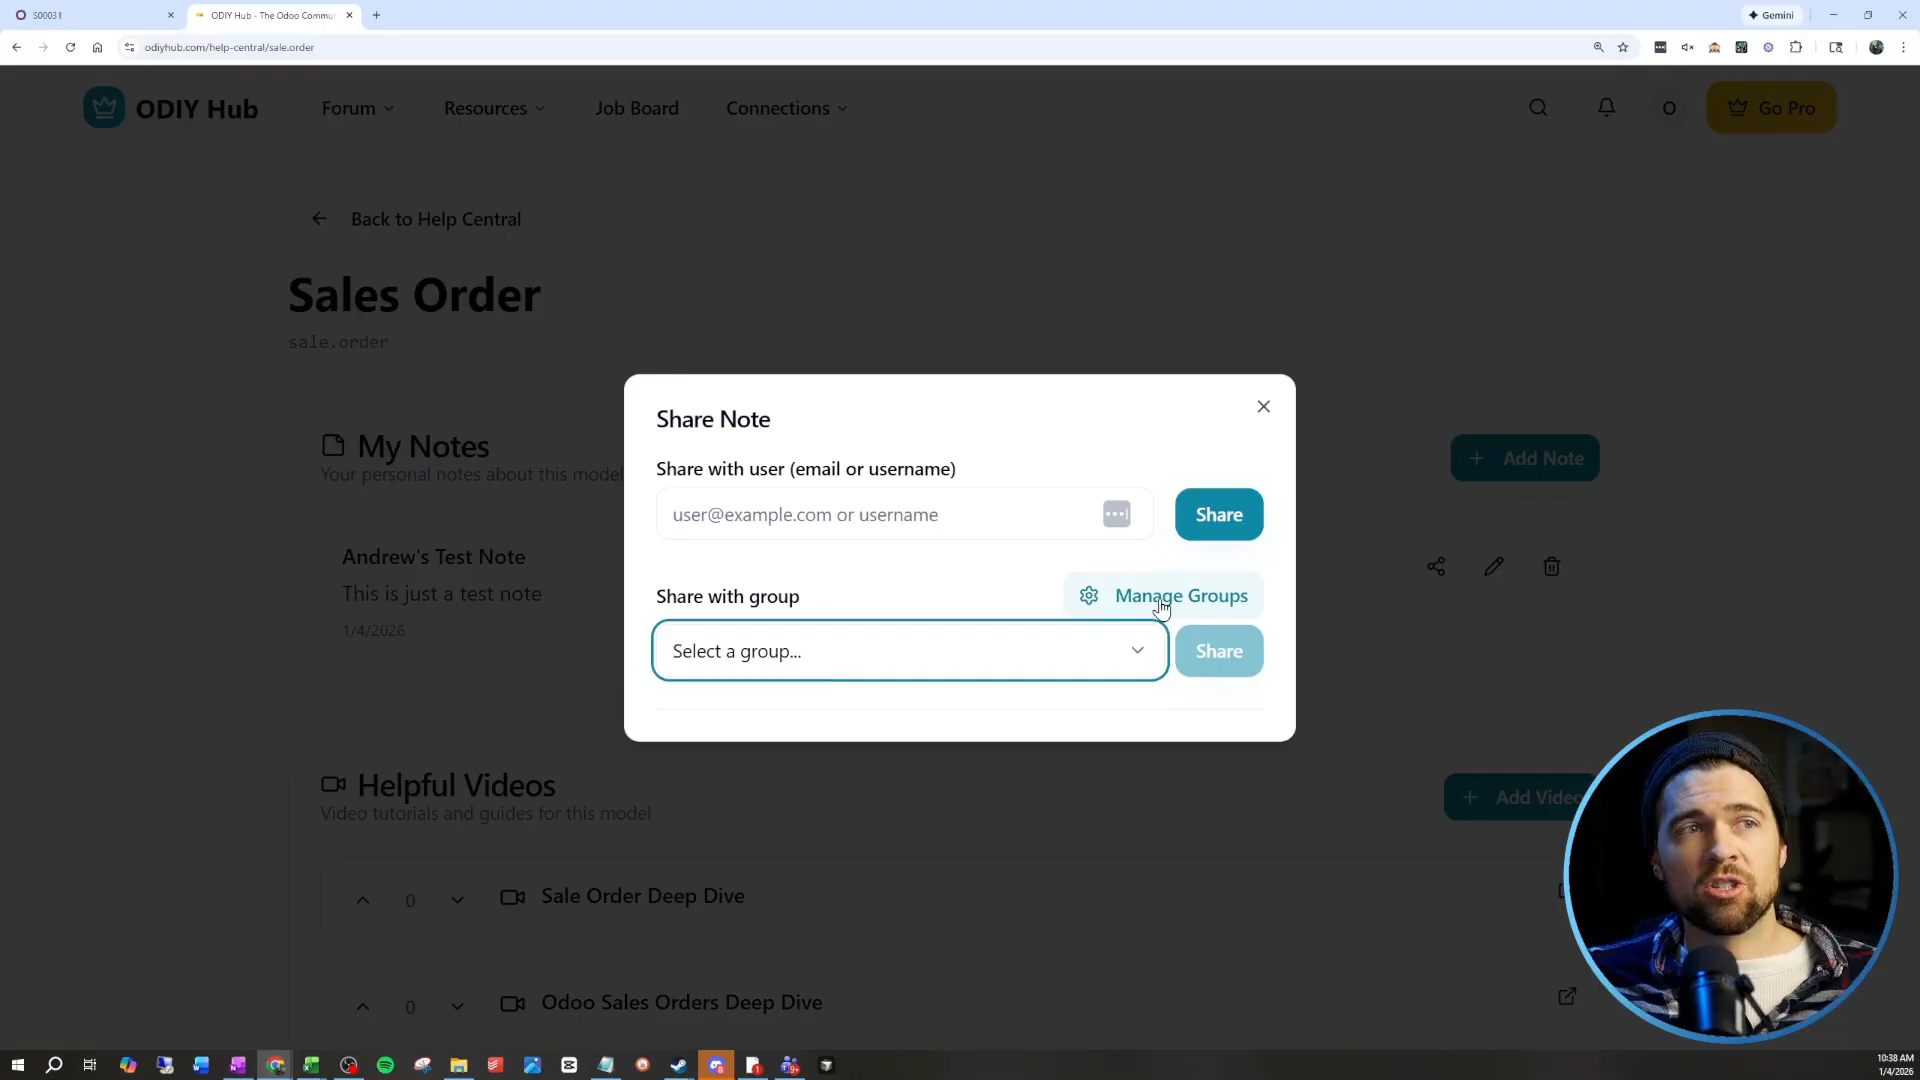 S00031
ODIY Hub - The Odoo Commu
Gemini
odiyhub.com/help-central/sale.order
ODIY Hub
Forum
Resources
Job Board
Connections
O
Go Pro
Back to Help Central
Sales Order
sale.order
My Notes
Your personal notes about this model
Add Note
Andrew's Test Note
This is just a test note
1/4/2026
Share Note
Share with user (email or username)
user@example.com or username
Share
Share with group
Manage Groups
Select a group...
Share
Helpful Videos
Video tutorials and guides for this model
Add Video
0
Sale Order Deep Dive
0
Odoo Sales Orders Deep Dive
10:38 AM
1/4/2026